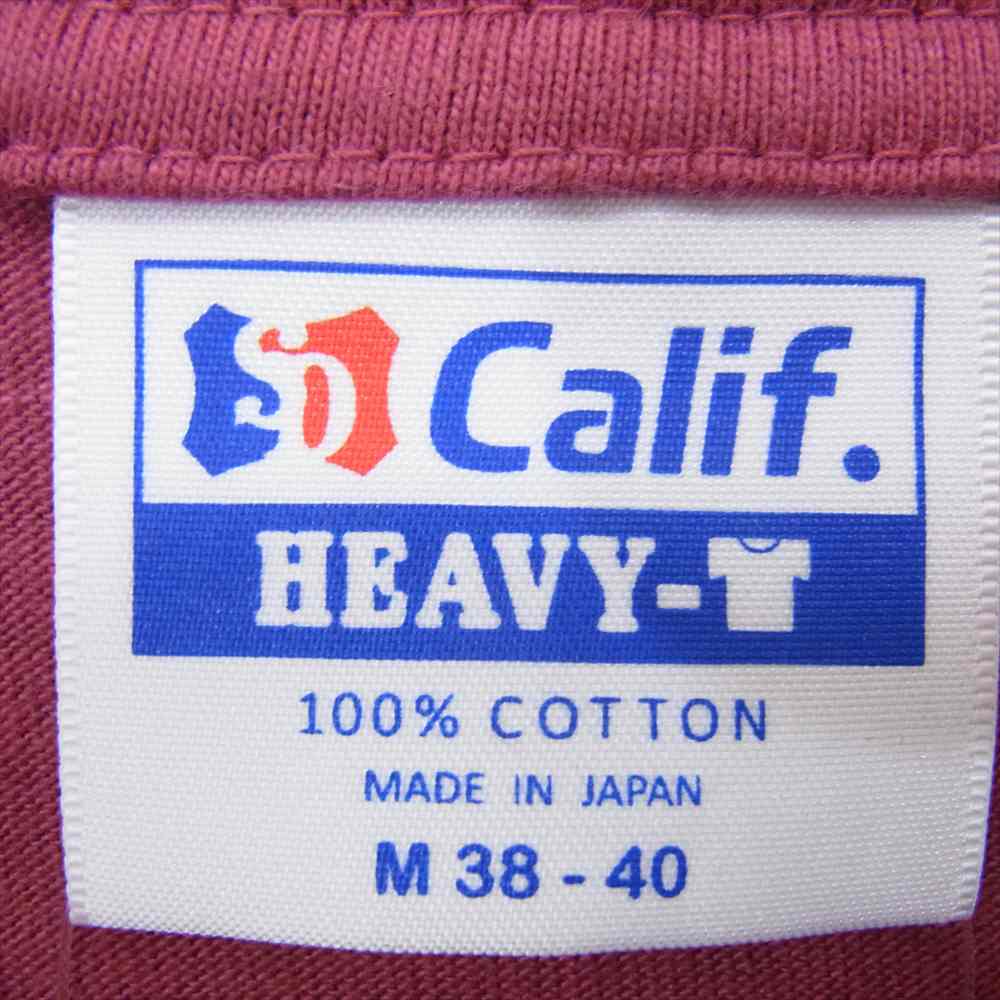 SD Calif.
HEAVY-T
100% COTTON
MADE IN JAPAN
M 38 - 40